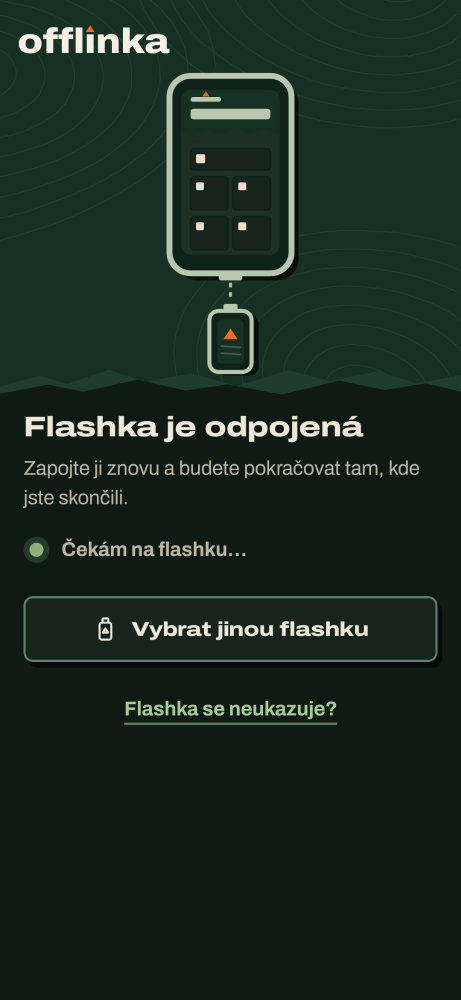 offlinka
Flashka je odpojená
Zapojte ji znovu a budete pokračovat tam, kde
jste skončili.
Čekám na flashku…
Vybrat jinou flashku
Flashka se neukazuje?